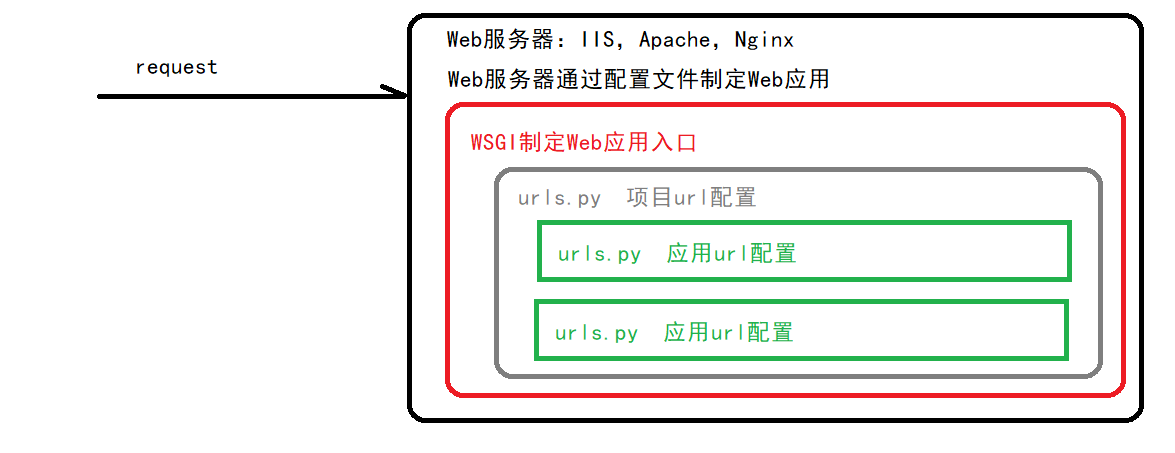 request
Web服务器：IIS，Apache，Nginx
Web服务器通过配置文件制定Web应用
WSGI制定Web应用入口
urls.py 项目url配置
urls.py 应用url配置
urls.py 应用url配置